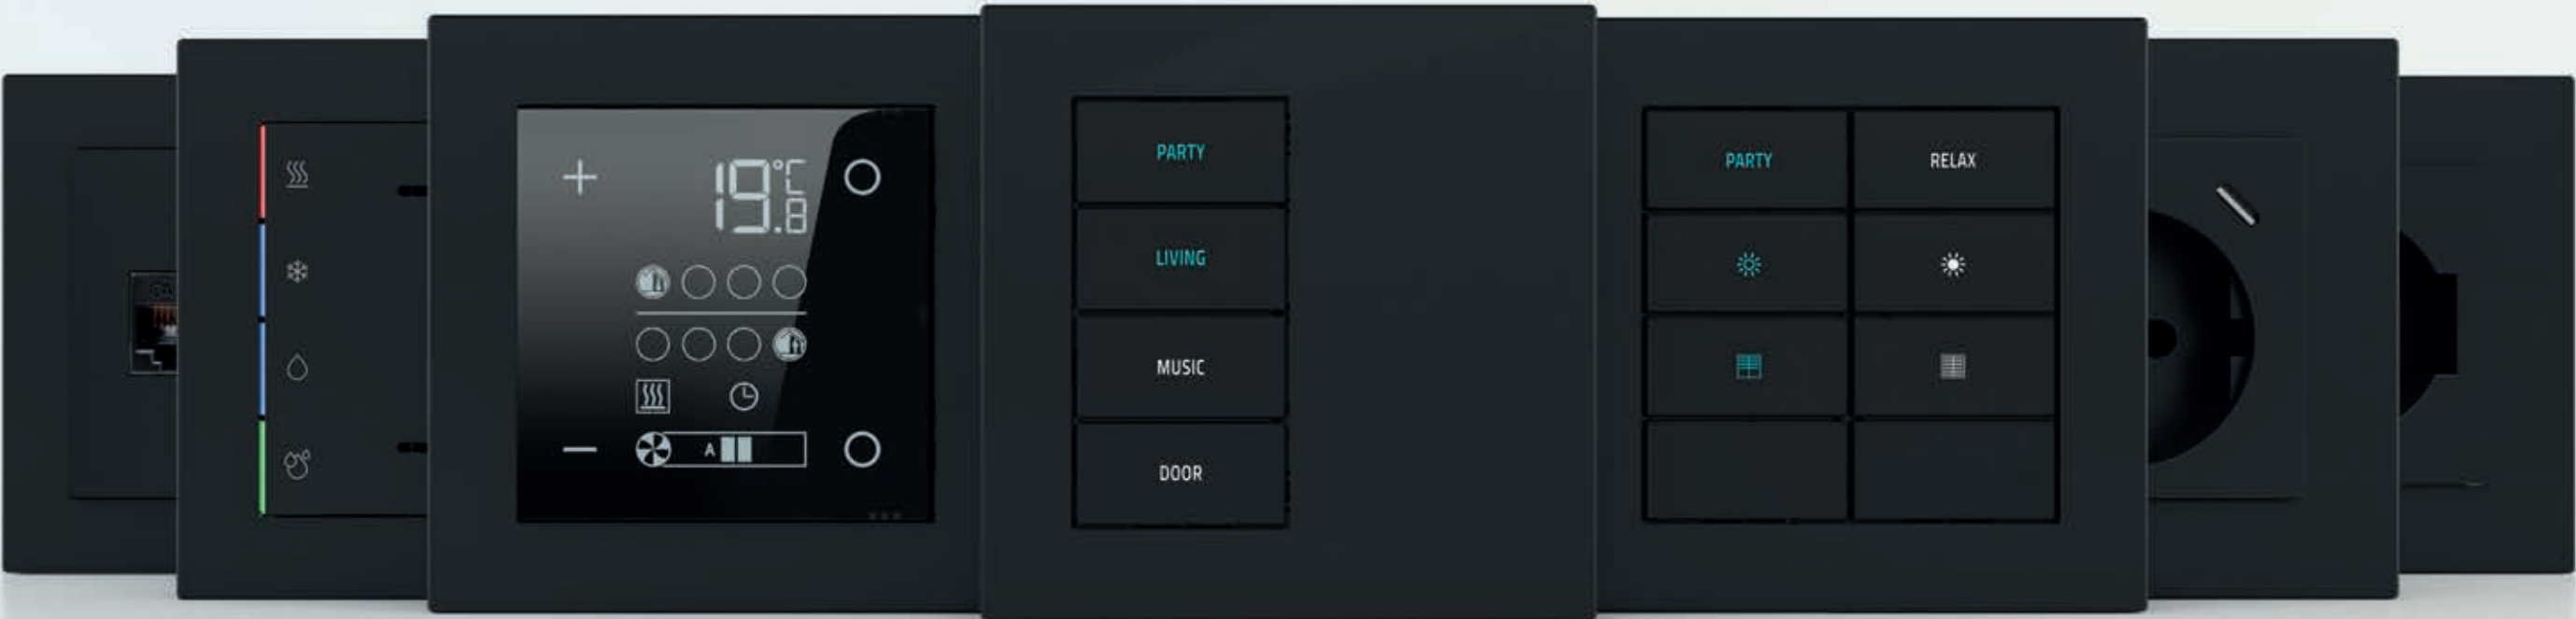 19.8 °C
A
PARTY
LIVING
MUSIC
DOOR
PARTY RELAX